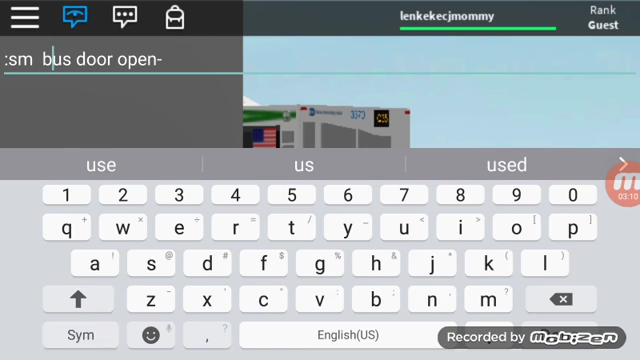 lenkekecjmommy
Rank
Guest
:sm  bus door open-
3373
use us used
03:10
1 2 3 4 5 6 7 8 9 0
q + w × e ÷ r = t / y _ u < i > o [ p ]
a ! s @ d # f $ g % h & j * k ( l )
z - x ' c " v : b ; n , m ?
Sym , ? English(US)
Recorded by mobizen